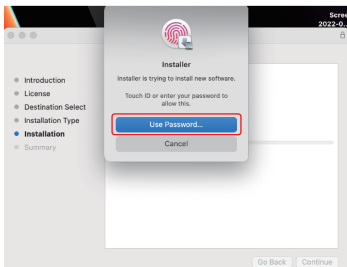 Scree
2022-0..
Installer
Installer is trying to install new software.
Touch ID or enter your password to
allow this.
Use Password...
Cancel
Introduction
License
Destination Select
Installation Type
Installation
Summary
Go Back
Continue